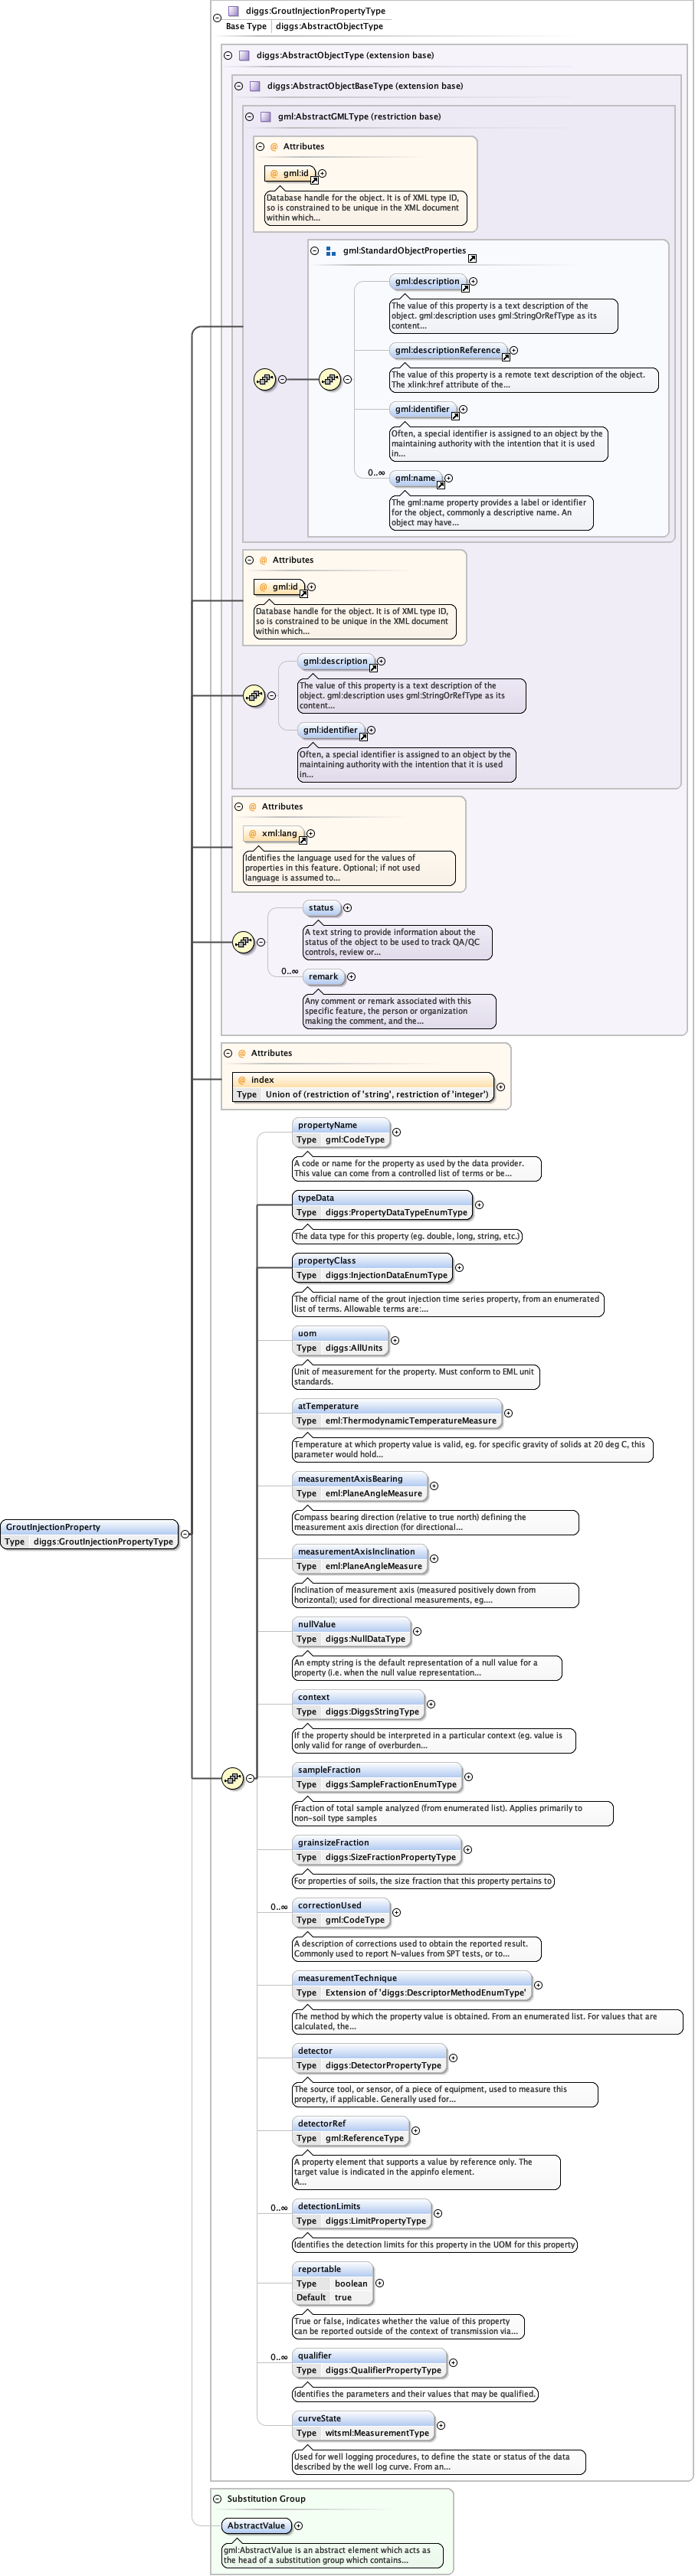 diggs:GroutInjectionPropertyType
Base Type diggs:AbstractObjectType
diggs:AbstractObjectType (extension base)
diggs:AbstractObjectBaseType (extension base)
gml:AbstractGMLType (restriction base)
@ Attributes
@ gml:id
Database handle for the object. It is of XML type ID,
so is constrained to be unique in the XML document
within which...
gml:StandardObjectProperties
gml:description
The value of this property is a text description of the
object. gml:description uses gml:StringOrRefType as its
content...
gml:descriptionReference
The value of this property is a remote text description of the object.
The xlink:href attribute of the...
gml:identifier
Often, a special identifier is assigned to an object by the
maintaining authority with the intention that it is used
in...
0..∞
gml:name
The gml:name property provides a label or identifier
for the object, commonly a descriptive name. An
object may have...
@ Attributes
@ gml:id
Database handle for the object. It is of XML type ID,
so is constrained to be unique in the XML document
within which...
gml:description
The value of this property is a text description of the
object. gml:description uses gml:StringOrRefType as its
content...
gml:identifier
Often, a special identifier is assigned to an object by the
maintaining authority with the intention that it is used
in...
@ Attributes
@ xml:lang
Identifies the language used for the values of
properties in this feature. Optional; if not used
language is assumed to...
status
A text string to provide information about the
status of the object to be used to track QA/QC
controls, review or...
0..∞
remark
Any comment or remark associated with this
specific feature, the person or organization
making the comment, and the...
@ Attributes
@ index
Type Union of (restriction of 'string', restriction of 'integer')
propertyName
Type gml:CodeType
A code or name for the property as used by the data provider.
This value can come from a controlled list of terms or be...
typeData
Type diggs:PropertyDataTypeEnumType
The data type for this property (eg. double, long, string, etc.)
propertyClass
Type diggs:InjectionDataEnumType
The official name of the grout injection time series property, from an enumerated
list of terms. Allowable terms are:...
uom
Type diggs:AllUnits
Unit of measurement for the property. Must conform to EML unit
standards.
atTemperature
Type eml:ThermodynamicTemperatureMeasure
Temperature at which property value is valid, eg. for specific gravity of solids at 20 deg C, this
parameter would hold...
measurementAxisBearing
Type eml:PlaneAngleMeasure
Compass bearing direction (relative to true north) defining the
measurement axis direction (for directional...
measurementAxisInclination
Type eml:PlaneAngleMeasure
Inclination of measurement axis (measured positively down from
horizontal); used for directional measurements, eg....
GroutInjectionProperty
Type diggs:GroutInjectionPropertyType
nullValue
Type diggs:NullDataType
An empty string is the default representation of a null value for a
property (i.e. when the null value representation...
context
Type diggs:DiggsStringType
If the property should be interpreted in a particular context (eg. value is
only valid for range of overburden...
sampleFraction
Type diggs:SampleFractionEnumType
Fraction of total sample analyzed (from enumerated list). Applies primarily to
non-soil type samples
grainsizeFraction
Type diggs:SizeFractionPropertyType
For properties of soils, the size fraction that this property pertains to
0..∞
correctionUsed
Type gml:CodeType
A description of corrections used to obtain the reported result.
Commonly used to report N-values from SPT tests, or to...
measurementTechnique
Type Extension of 'diggs:DescriptorMethodEnumType'
The method by which the property value is obtained. From an enumerated list. For values that are
calculated, the...
detector
Type diggs:DetectorPropertyType
The source tool, or sensor, of a piece of equipment, used to measure this
property, if applicable. Generally used for...
detectorRef
Type gml:ReferenceType
A property element that supports a value by reference only. The
target value is indicated in the appinfo element.
A...
0..∞
detectionLimits
Type diggs:LimitPropertyType
Identifies the detection limits for this property in the UOM for this property
reportable
Type boolean
Default true
True or false, indicates whether the value of this property
can be reported outside of the context of transmission via...
0..∞
qualifier
Type diggs:QualifierPropertyType
Identifies the parameters and their values that may be qualified.
curveState
Type witsml:MeasurementType
Used for well logging procedures, to define the state or status of the data
described by the well log curve. From an...
Substitution Group
AbstractValue
gml:AbstractValue is an abstract element which acts as
the head of a substitution group which contains...